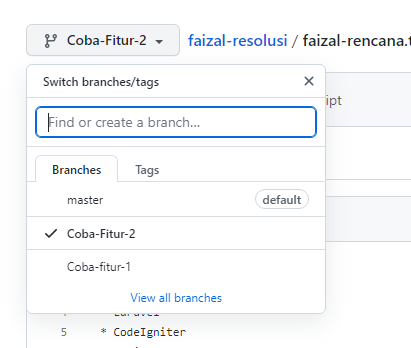 Coba-Fitur-2
faizal-resolusi / faizal-rencana.t
Switch branches/tags
Find or create a branch...
ipt
Branches
Tags
master
default
Coba-Fitur-2
Coba-fitur-1
View all branches
5 * CodeIgniter